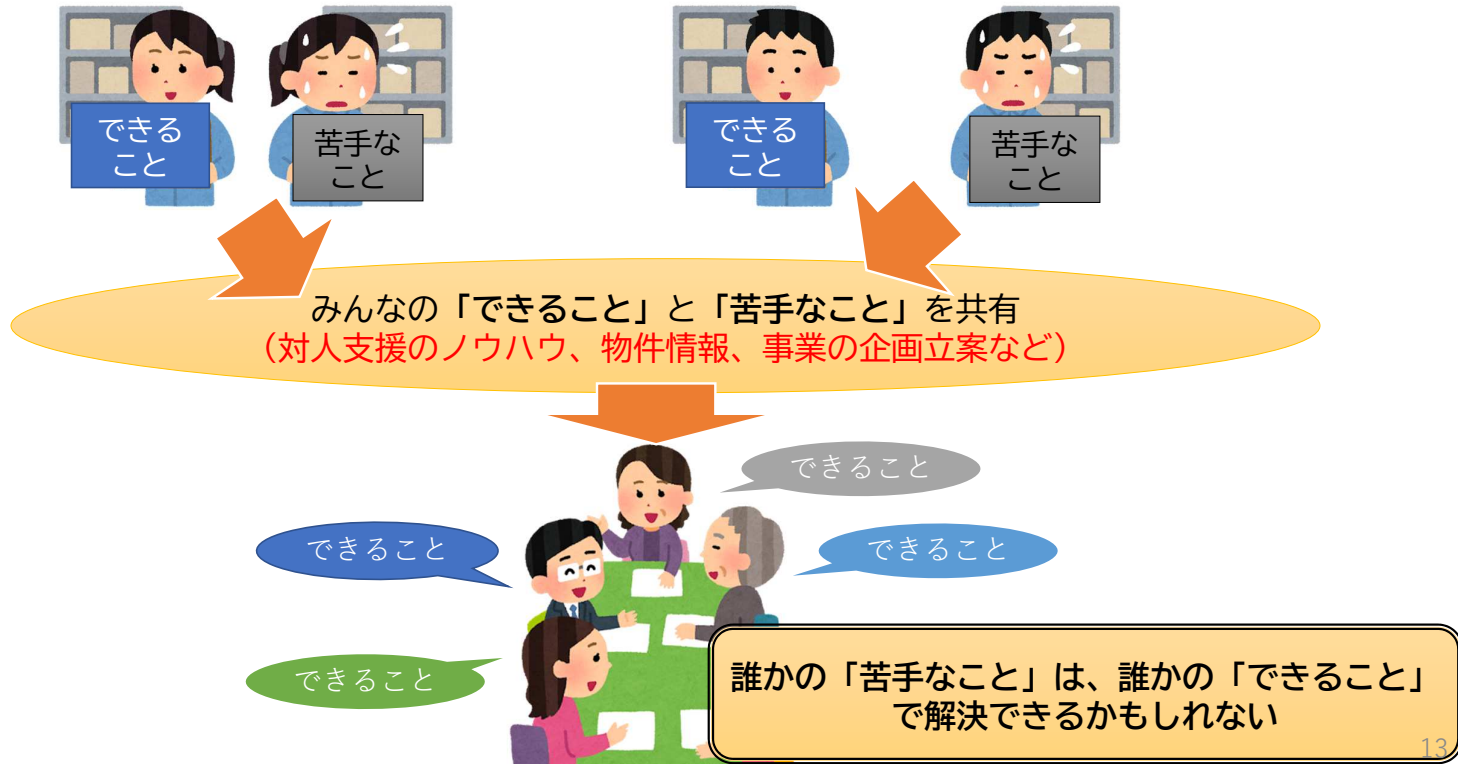 できる
こと
苦手な
こと
できる
こと
苦手な
こと
みんなの「できること」と「苦手なこと」を共有
（対人支援のノウハウ、物件情報、事業の企画立案など）
できること
できること
できること
できること
誰かの「苦手なこと」は、誰かの「できること」
で解決できるかもしれない
13